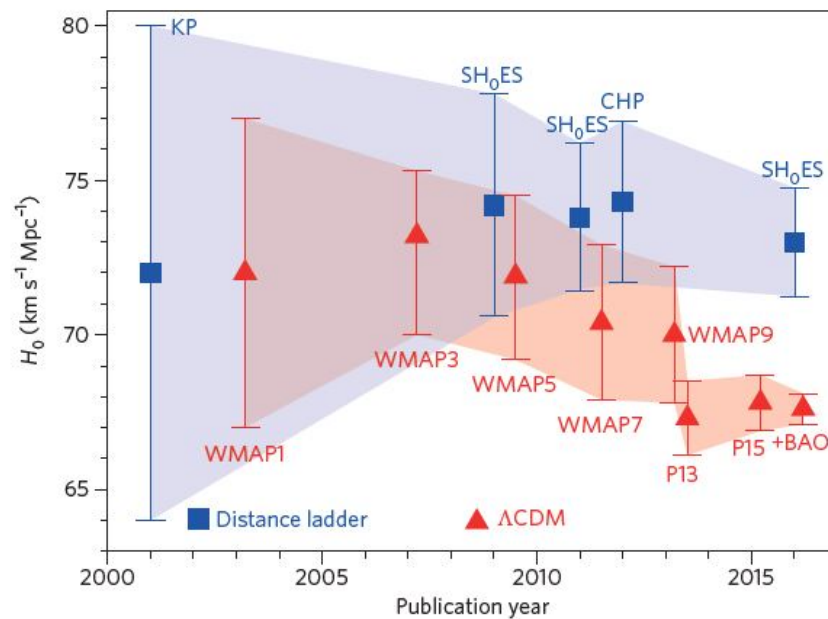 80
KP
SH₀ES
CHP
SH₀ES
SH₀ES
75
H₀ (km s⁻¹ Mpc⁻¹)
70
WMAP9
WMAP3
WMAP5
WMAP7
WMAP1
P15 +BAO
P13
65
Distance ladder
ΛCDM
2000 2005 2010 2015
Publication year